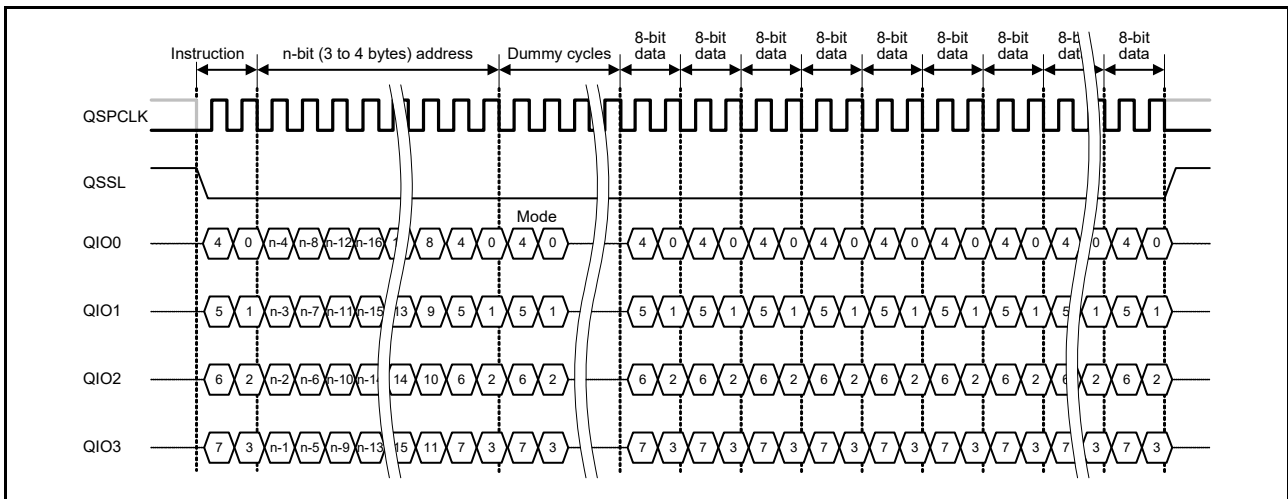 Instruction n-bit (3 to 4 bytes) address Dummy cycles 8-bit data 8-bit data 8-bit data 8-bit data 8-bit data 8-bit data 8-bit data 8-bit data
QSPCLK
QSSL
Mode
QIO0 4 0 n-4 n-8 n-12 n-16 8 4 0 4 0 4 0 4 0 4 0 4 0 4 0 4 0 4 0 4 0 4 0
QIO1 5 1 n-3 n-7 n-11 n-15 13 9 5 1 5 1 5 1 5 1 5 1 5 1 5 1 5 1 5 1 5 1 5 1
QIO2 6 2 n-2 n-6 n-10 n-14 14 10 6 2 6 2 6 2 6 2 6 2 6 2 6 2 6 2 6 2 6 2 6 2
QIO3 7 3 n-1 n-5 n-9 n-13 15 11 7 3 7 3 7 3 7 3 7 3 7 3 7 3 7 3 7 3 7 3 7 3